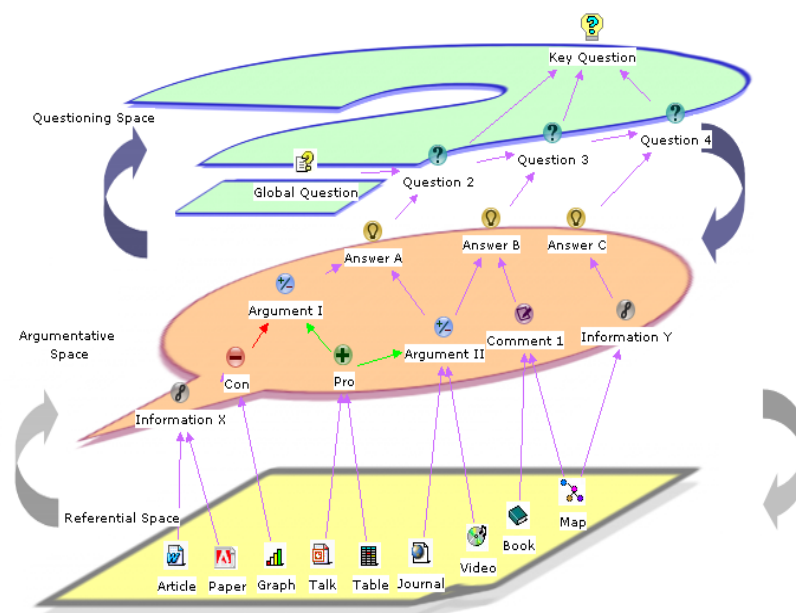 Key Question
Questioning Space
Question 4
Question 3
Question 2
Global Question
Answer A
Answer B
Answer C
Argument I
Argumentative
Space
Argument II
Comment 1
Information Y
Con
Pro
Information X
Referential Space
Map
Book
Video
Article
Paper
Graph
Talk
Table
Journal